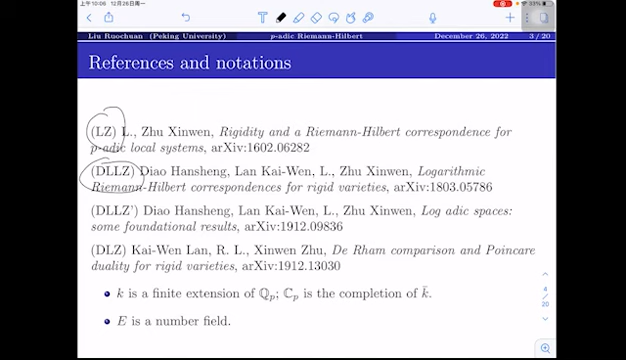 上午10:06 12月26日周一
33%
Liu Ruochuan (Peking University) p-adic Riemann-Hilbert December 26, 2022 3 / 20
References and notations
(LZ) L., Zhu Xinwen, Rigidity and a Riemann-Hilbert correspondence for
p-adic local systems, arXiv:1602.06282
(DLLZ) Diao Hansheng, Lan Kai-Wen, L., Zhu Xinwen, Logarithmic
Riemann-Hilbert correspondences for rigid varieties, arXiv:1803.05786
(DLLZ') Diao Hansheng, Lan Kai-Wen, L., Zhu Xinwen, Log adic spaces:
some foundational results, arXiv:1912.09836
(DLZ) Kai-Wen Lan, R. L., Xinwen Zhu, De Rham comparison and Poincare
duality for rigid varieties, arXiv:1912.13030
k is a finite extension of ℚₚ; ℂₚ is the completion of k̄.
E is a number field.
4
20